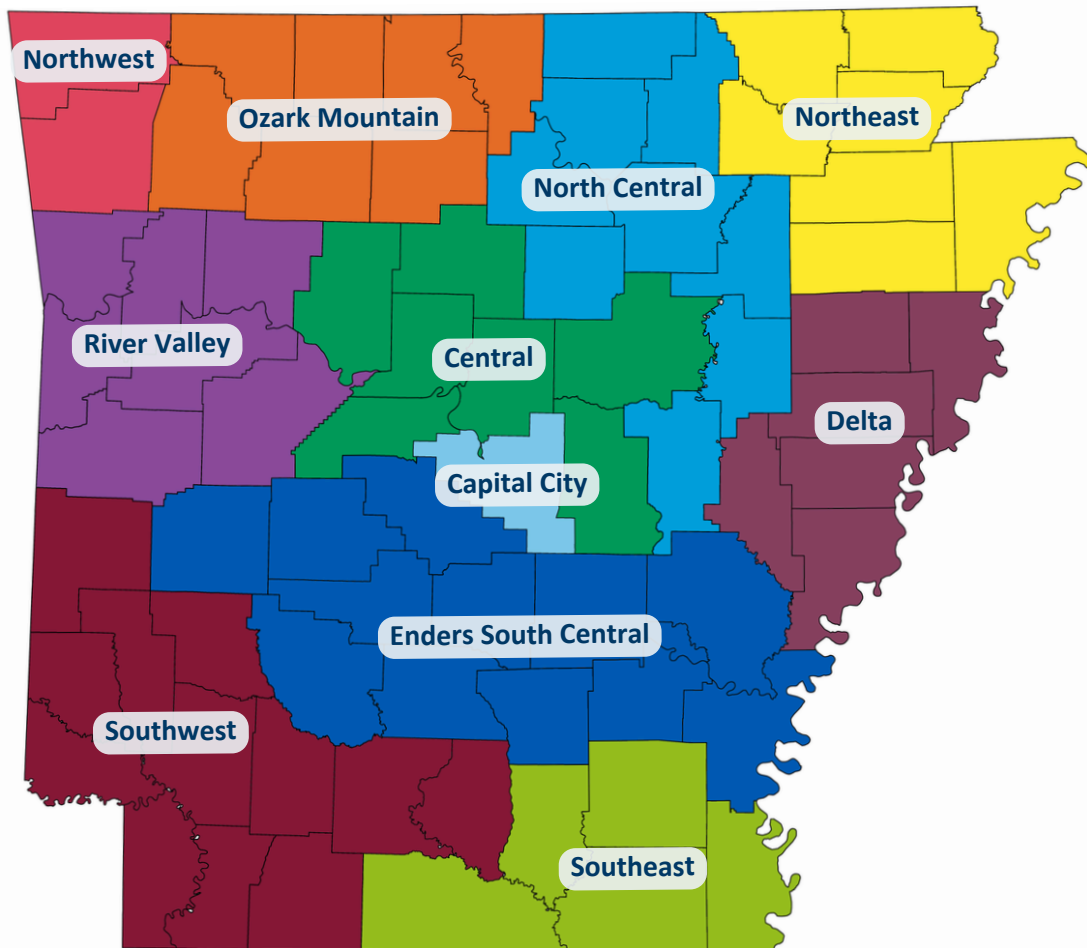 Northwest
Ozark Mountain
Northeast
North Central
River Valley
Central
Delta
Capital City
Enders South Central
Southwest
Southeast